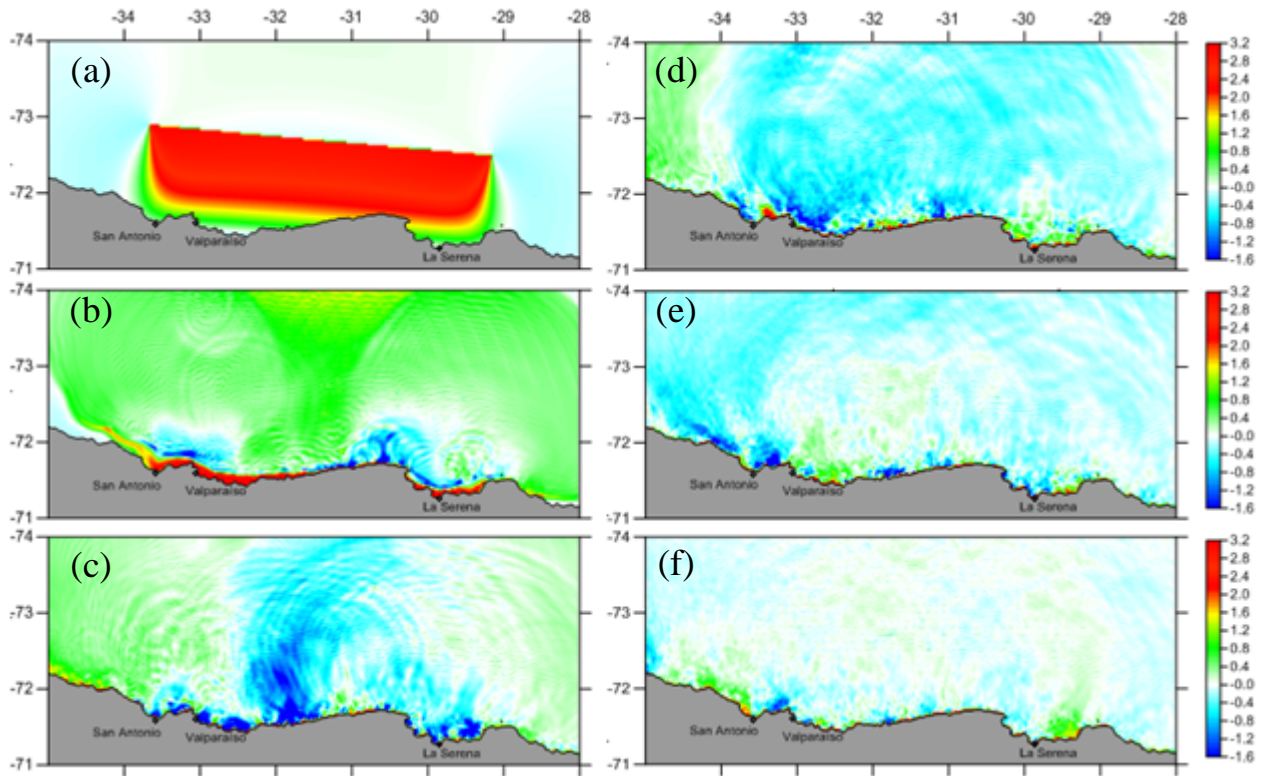 -34 -33 -32 -31 -30 -29 -28
-34 -33 -32 -31 -30 -29 -28
-74
-73
-72
-71
(a)
San Antonio
Valparaíso
La Serena
-74
-73
-72
-71
(d)
San Antonio
Valparaíso
La Serena
3.2
2.8
2.4
2.0
1.6
1.2
0.8
0.4
-0.0
-0.4
-0.8
-1.2
-1.6
-74
-73
-72
-71
(b)
San Antonio
Valparaíso
La Serena
-74
-73
-72
-71
(e)
San Antonio
Valparaíso
La Serena
3.2
2.8
2.4
2.0
1.6
1.2
0.8
0.4
-0.0
-0.4
-0.8
-1.2
-1.6
-74
-73
-72
-71
(c)
San Antonio
Valparaíso
La Serena
-74
-73
-72
-71
(f)
San Antonio
Valparaíso
La Serena
3.2
2.8
2.4
2.0
1.6
1.2
0.8
0.4
-0.0
-0.4
-0.8
-1.2
-1.6